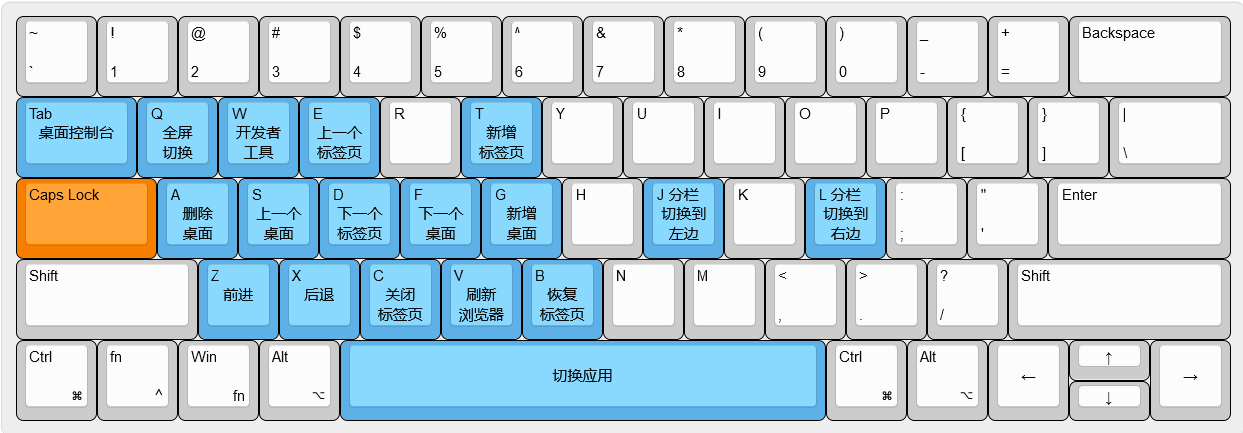 ~ ! @ # $ % ^ & * ( ) _ + Backspace
` 1 2 3 4 5 6 7 8 9 0 - =
Tab Q W E R T Y U I O P { } |
桌面控制台 全屏 开发者 上一个 新增
切换 工具 标签页 标签页 [ ] \
Caps Lock A S D F G H J 分栏 K L 分栏 : " Enter
删除 上一个 下一个 下一个 新增 切换到 切换到
桌面 桌面 标签页 桌面 桌面 左边 右边 ; '
Shift Z X C V B N M < > ? Shift
前进 后退 关闭 刷新 恢复
标签页 浏览器 标签页 , . /
Ctrl fn Win Alt Ctrl Alt ↑
切换应用 ← →
⌘ ^ fn ⌥ ⌘ ⌥ ↓